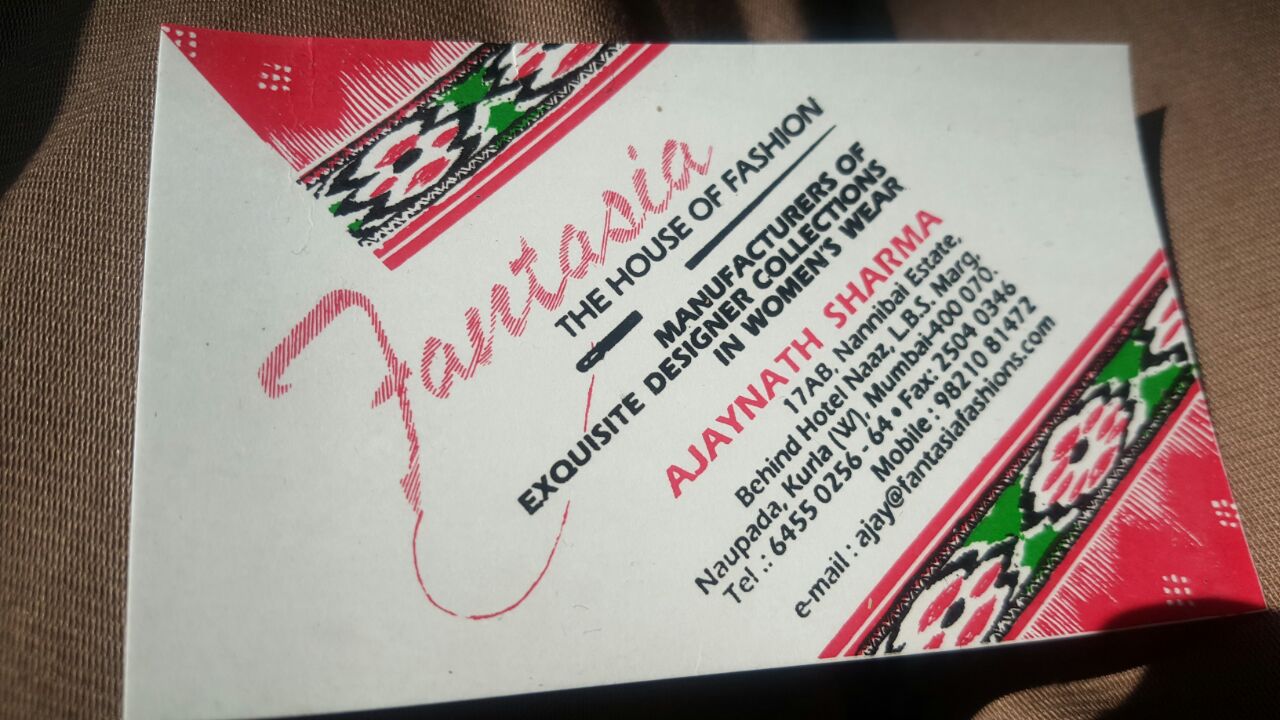 Fantasia
THE HOUSE OF FASHION
MANUFACTURERS OF
EXQUISITE DESIGNER COLLECTIONS
IN WOMEN'S WEAR
AJAYNATH SHARMA
17AB, Nannibai Estate,
Behind Hotel Naaz, L.B.S. Marg,
Naupada, Kurla (W), Mumbai-400 070.
Tel :: 6455 0256 -64 • Fax: 2504 0346
Mobile : 98210 81472
e-mail : ajay@fantasiafashions.com